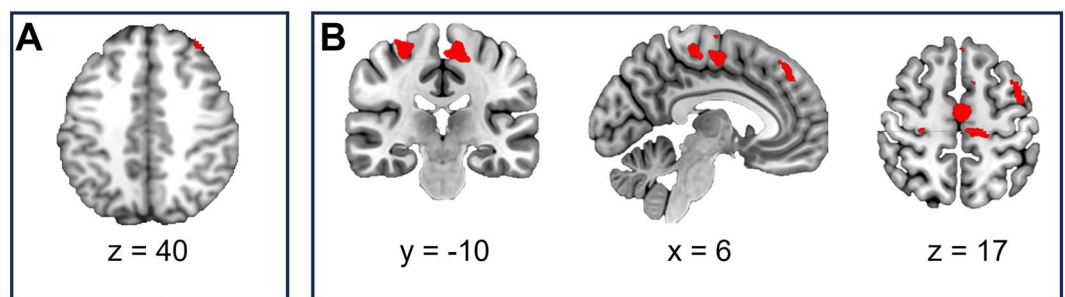 A
z = 40
B
y = -10
x = 6
z = 17